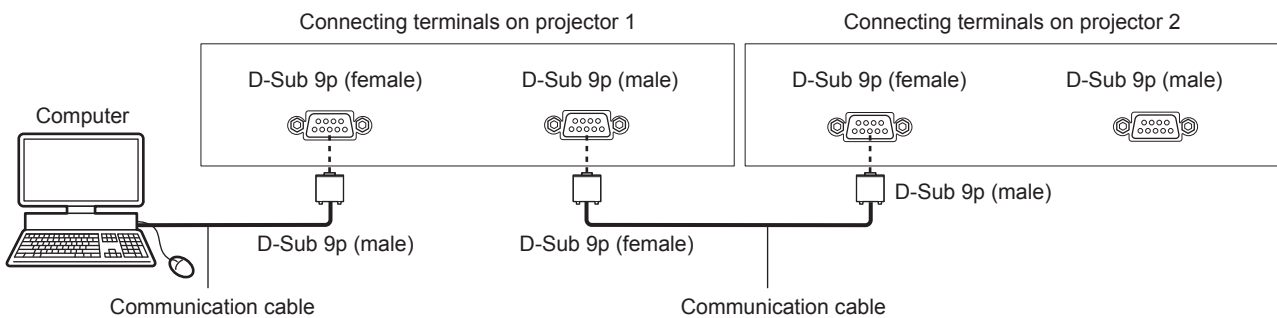 Connecting terminals on projector 1
Connecting terminals on projector 2
D-Sub 9p (female)
D-Sub 9p (male)
D-Sub 9p (female)
D-Sub 9p (male)
Computer
D-Sub 9p (male)
D-Sub 9p (male)
D-Sub 9p (female)
Communication cable
Communication cable